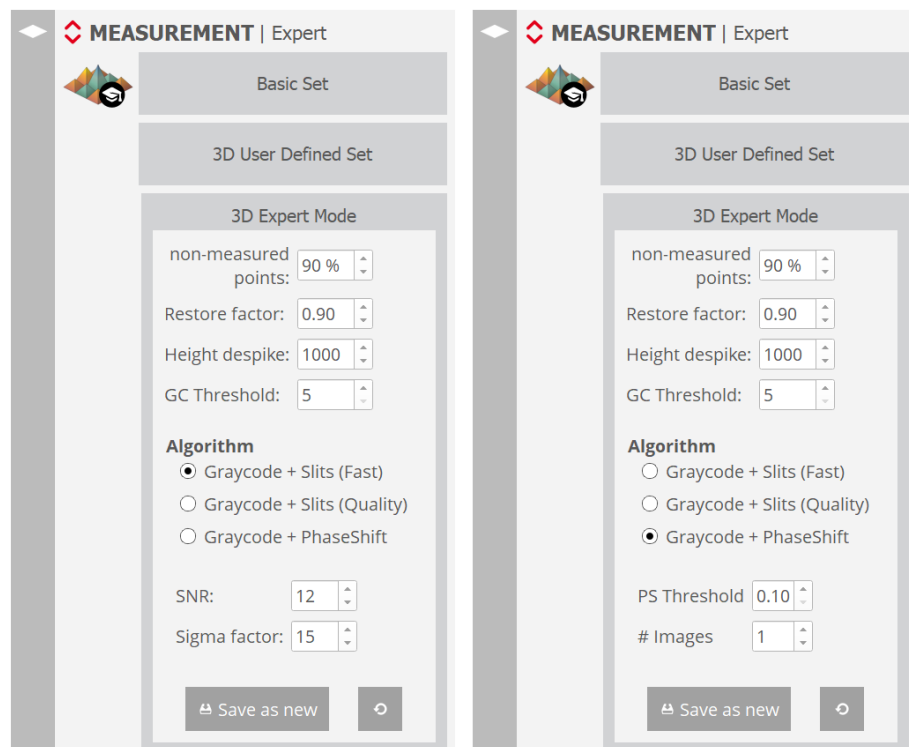 MEASUREMENT | Expert
Basic Set
3D User Defined Set
3D Expert Mode
non-measured
points: 90 %
Restore factor: 0.90
Height despike: 1000
GC Threshold: 5
Algorithm
Graycode + Slits (Fast)
Graycode + Slits (Quality)
Graycode + PhaseShift
SNR: 12
Sigma factor: 15
Save as new
MEASUREMENT | Expert
Basic Set
3D User Defined Set
3D Expert Mode
non-measured
points: 90 %
Restore factor: 0.90
Height despike: 1000
GC Threshold: 5
Algorithm
Graycode + Slits (Fast)
Graycode + Slits (Quality)
Graycode + PhaseShift
PS Threshold 0.10
# Images 1
Save as new